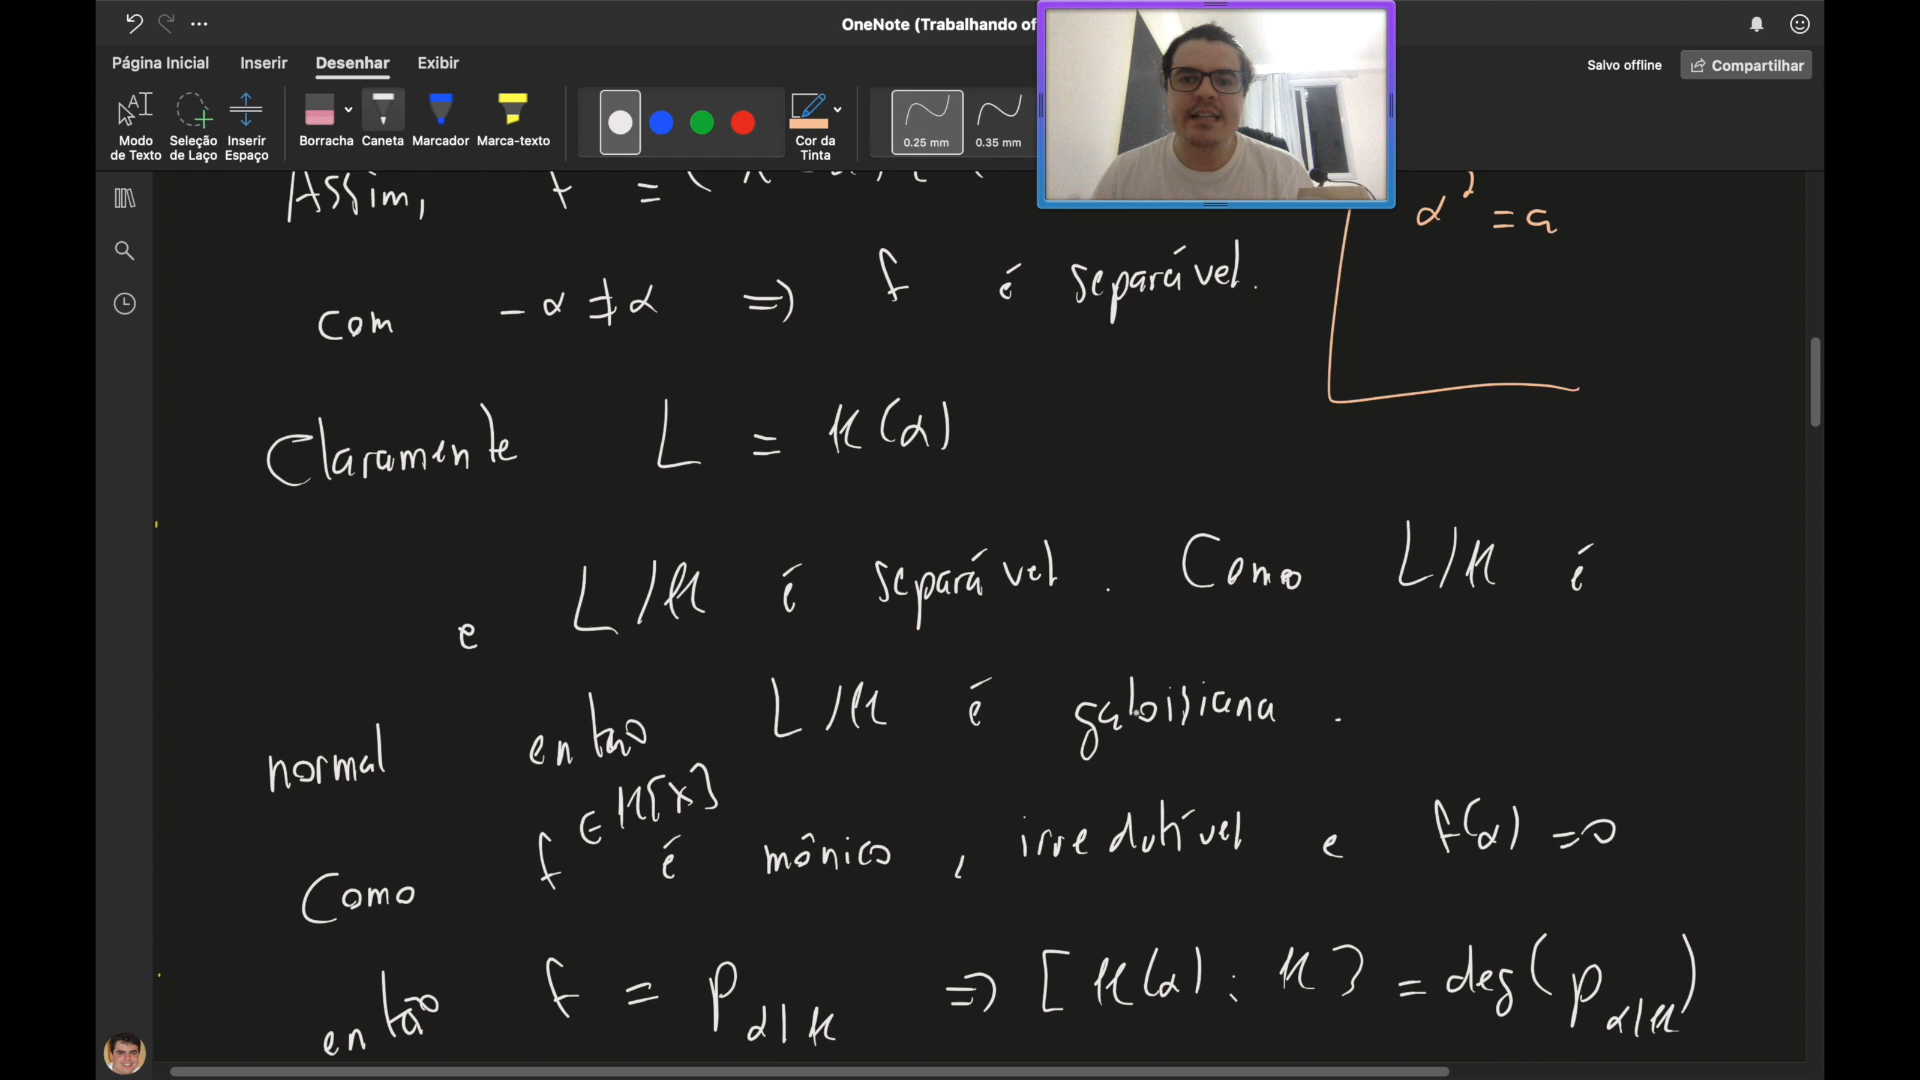 OneNote (Trabalhando of
Página Inicial Inserir Desenhar Exibir
Salvo offline Compartilhar
Modo de Texto
Seleção de Laço
Inserir Espaço
Borracha Caneta Marcador Marca-texto
Cor da Tinta
0.25 mm 0.35 mm
Assim, f =
α² = a
com -α ≠ α => f é separável.
Claramente L = K(α)
e L/K é separável. Como L/K é
normal então L/K é galoisiana.
Como f ∈ K[x] é mônico, irredutível e f(α) = 0
então f = p α|K => [K(α) : K] = deg(p α|K)